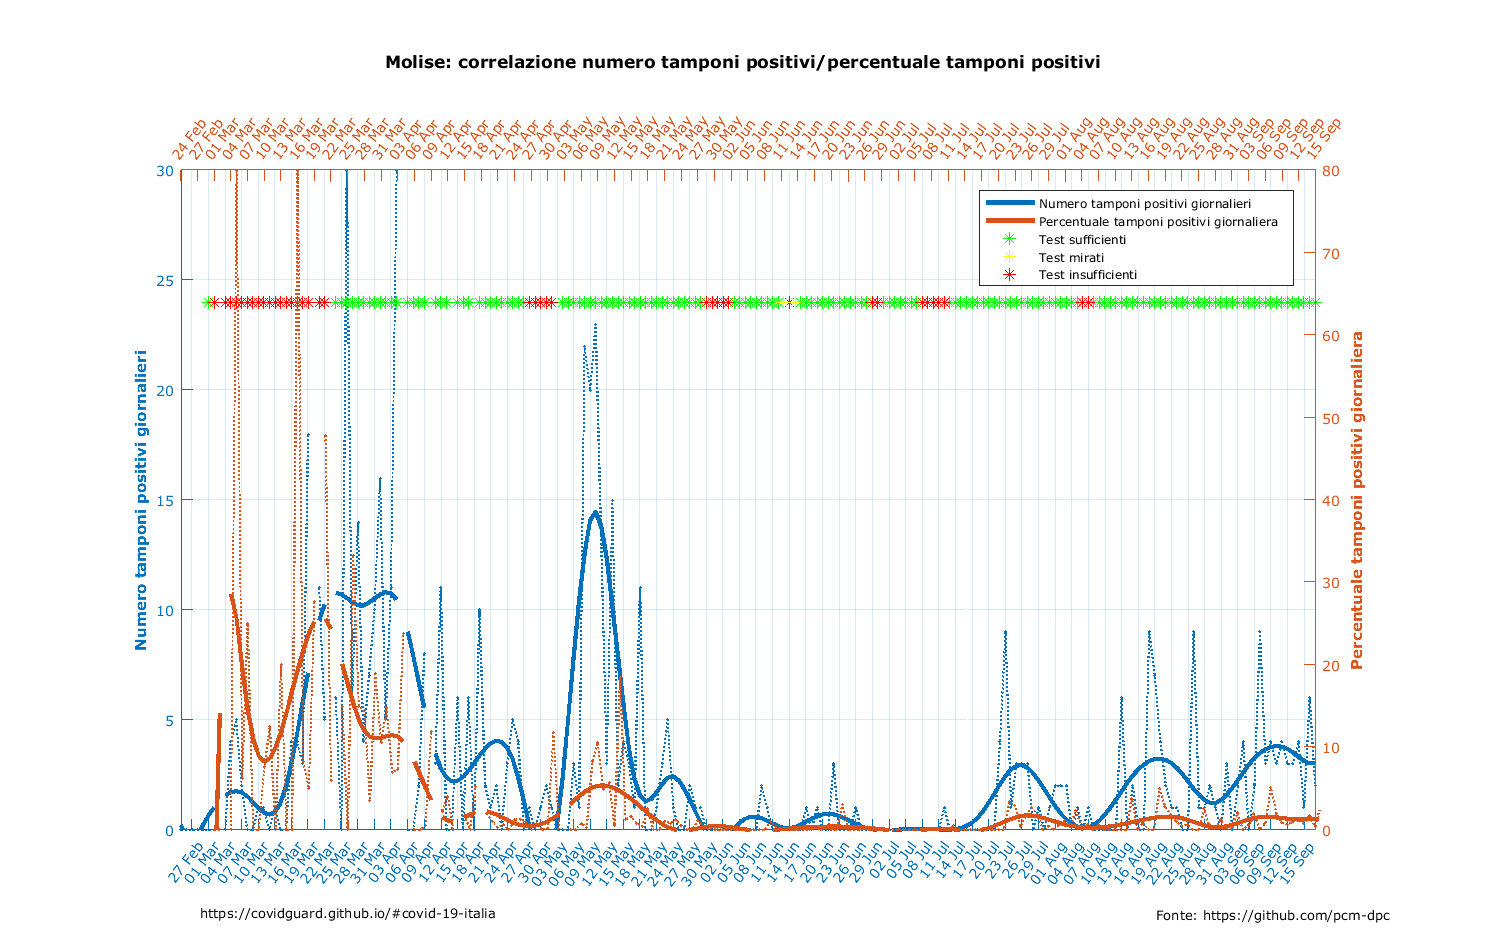 Molise: correlazione numero tamponi positivi/percentuale tamponi positivi
24 Feb
27 Feb
01 Mar
04 Mar
07 Mar
10 Mar
13 Mar
16 Mar
19 Mar
22 Mar
25 Mar
28 Mar
31 Mar
03 Apr
06 Apr
09 Apr
12 Apr
15 Apr
18 Apr
21 Apr
24 Apr
27 Apr
30 Apr
03 May
06 May
09 May
12 May
15 May
18 May
21 May
24 May
27 May
30 May
02 Jun
05 Jun
08 Jun
11 Jun
14 Jun
17 Jun
20 Jun
23 Jun
26 Jun
29 Jun
02 Jul
05 Jul
08 Jul
11 Jul
14 Jul
17 Jul
20 Jul
23 Jul
26 Jul
29 Jul
01 Aug
04 Aug
07 Aug
10 Aug
13 Aug
16 Aug
19 Aug
22 Aug
25 Aug
28 Aug
31 Aug
03 Sep
06 Sep
09 Sep
12 Sep
15 Sep
30
25
20
15
10
5
0
Numero tamponi positivi giornalieri
80
70
60
50
40
30
20
10
0
Percentuale tamponi positivi giornaliera
Numero tamponi positivi giornalieri
Percentuale tamponi positivi giornaliera
Test sufficienti
Test mirati
Test insufficienti
27 Feb
01 Mar
04 Mar
07 Mar
10 Mar
13 Mar
16 Mar
19 Mar
22 Mar
25 Mar
28 Mar
31 Mar
03 Apr
06 Apr
09 Apr
12 Apr
15 Apr
18 Apr
21 Apr
24 Apr
27 Apr
30 Apr
03 May
06 May
09 May
12 May
15 May
18 May
21 May
24 May
27 May
30 May
02 Jun
05 Jun
08 Jun
11 Jun
14 Jun
17 Jun
20 Jun
23 Jun
26 Jun
29 Jun
02 Jul
05 Jul
08 Jul
11 Jul
14 Jul
17 Jul
20 Jul
23 Jul
26 Jul
29 Jul
01 Aug
04 Aug
07 Aug
10 Aug
13 Aug
16 Aug
19 Aug
22 Aug
25 Aug
28 Aug
31 Aug
03 Sep
06 Sep
09 Sep
12 Sep
15 Sep
https://covidguard.github.io/#covid-19-italia
Fonte: https://github.com/pcm-dpc